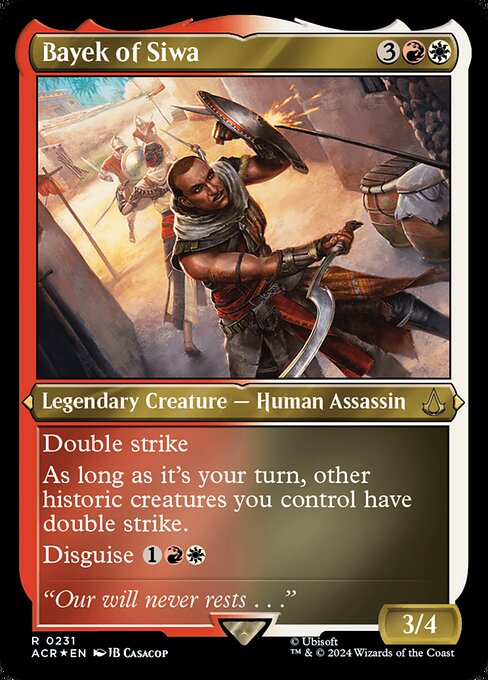 Bayek of Siwa 3
Legendary Creature — Human Assassin
Double strike
As long as it's your turn, other
historic creatures you control have
double strike.
Disguise 1
"Our will never rests . . ."
3/4
R 0231
ACR★EN JB Casacop
© Ubisoft
™ & © 2024 Wizards of the Coast